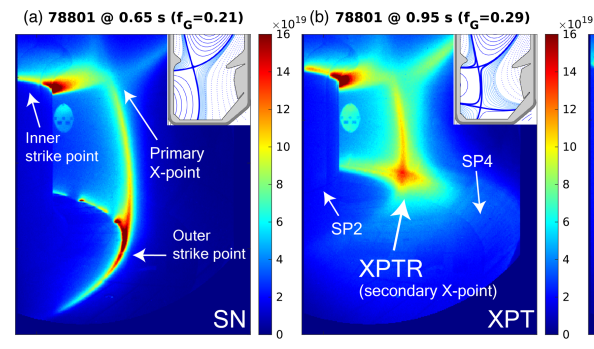 (a) 78801 @ 0.65 s (f_G=0.21)
10^19
16
14
12
10
8
6
4
2
0
Inner
strike point
Primary
X-point
Outer
strike point
SN
(b) 78801 @ 0.95 s (f_G=0.29)
10^19
16
14
12
10
8
6
4
2
0
SP4
SP2
XPTR
(secondary X-point)
XPT